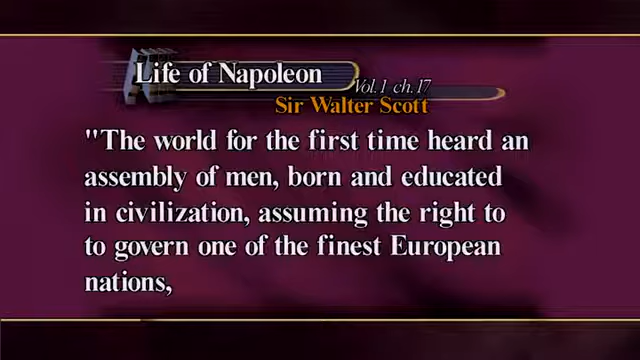 Life of Napoleon
Vol. 1 ch. 17
Sir Walter Scott
"The world for the first time heard an
assembly of men, born and educated
in civilization, assuming the right to
to govern one of the finest European
nations,